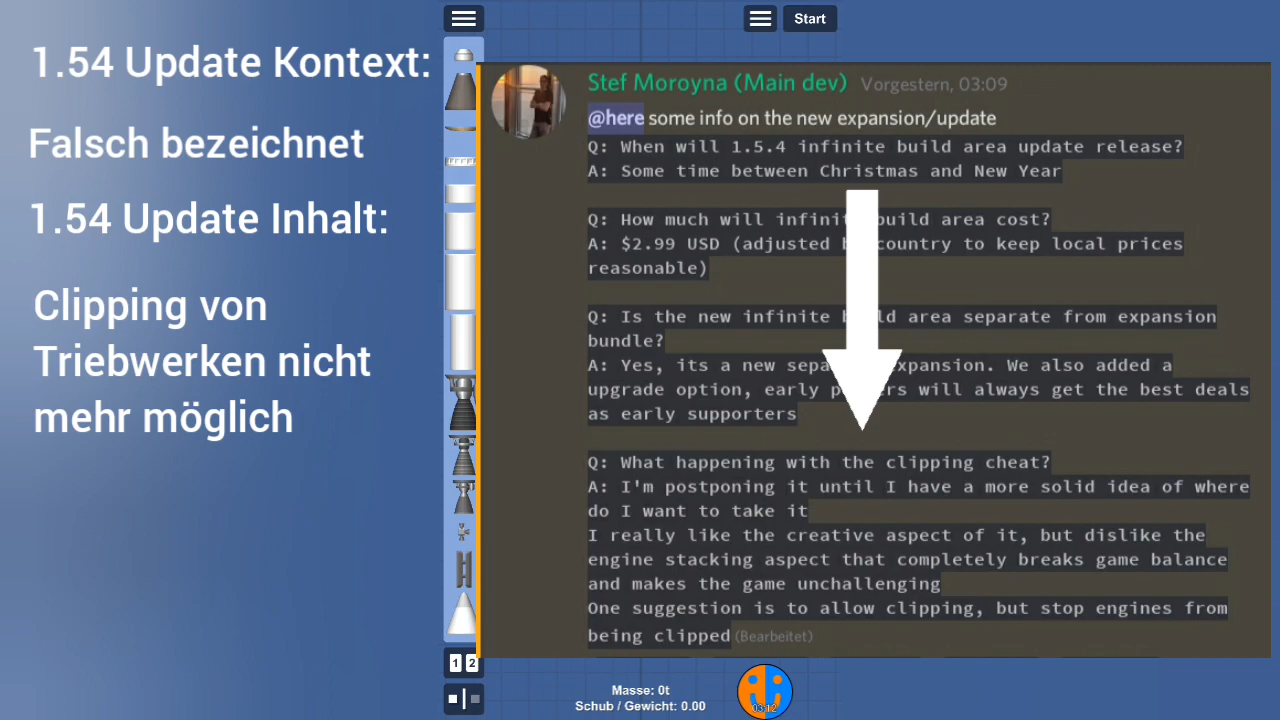 Start
1.54 Update Kontext:
Falsch bezeichnet
1.54 Update Inhalt:
Clipping von
Triebwerken nicht
mehr möglich
Stef Moroyna (Main dev) Vorgestern, 03:09
@here some info on the new expansion/update
Q: When will 1.5.4 infinite build area update release?
A: Some time between Christmas and New Year
Q: How much will infinit build area cost?
A: $2.99 USD (adjusted b country to keep local prices
reasonable)
Q: Is the new infinite b ld area separate from expansion
bundle?
A: Yes, its a new sepa expansion. We also added a
upgrade option, early p ers will always get the best deals
as early supporters
Q: What happening with the clipping cheat?
A: I'm postponing it until I have a more solid idea of where
do I want to take it
I really like the creative aspect of it, but dislike the
engine stacking aspect that completely breaks game balance
and makes the game unchallenging
One suggestion is to allow clipping, but stop engines from
being clipped (Bearbeitet)
1 2
Masse: 0t
Schub / Gewicht: 0.00
03:12